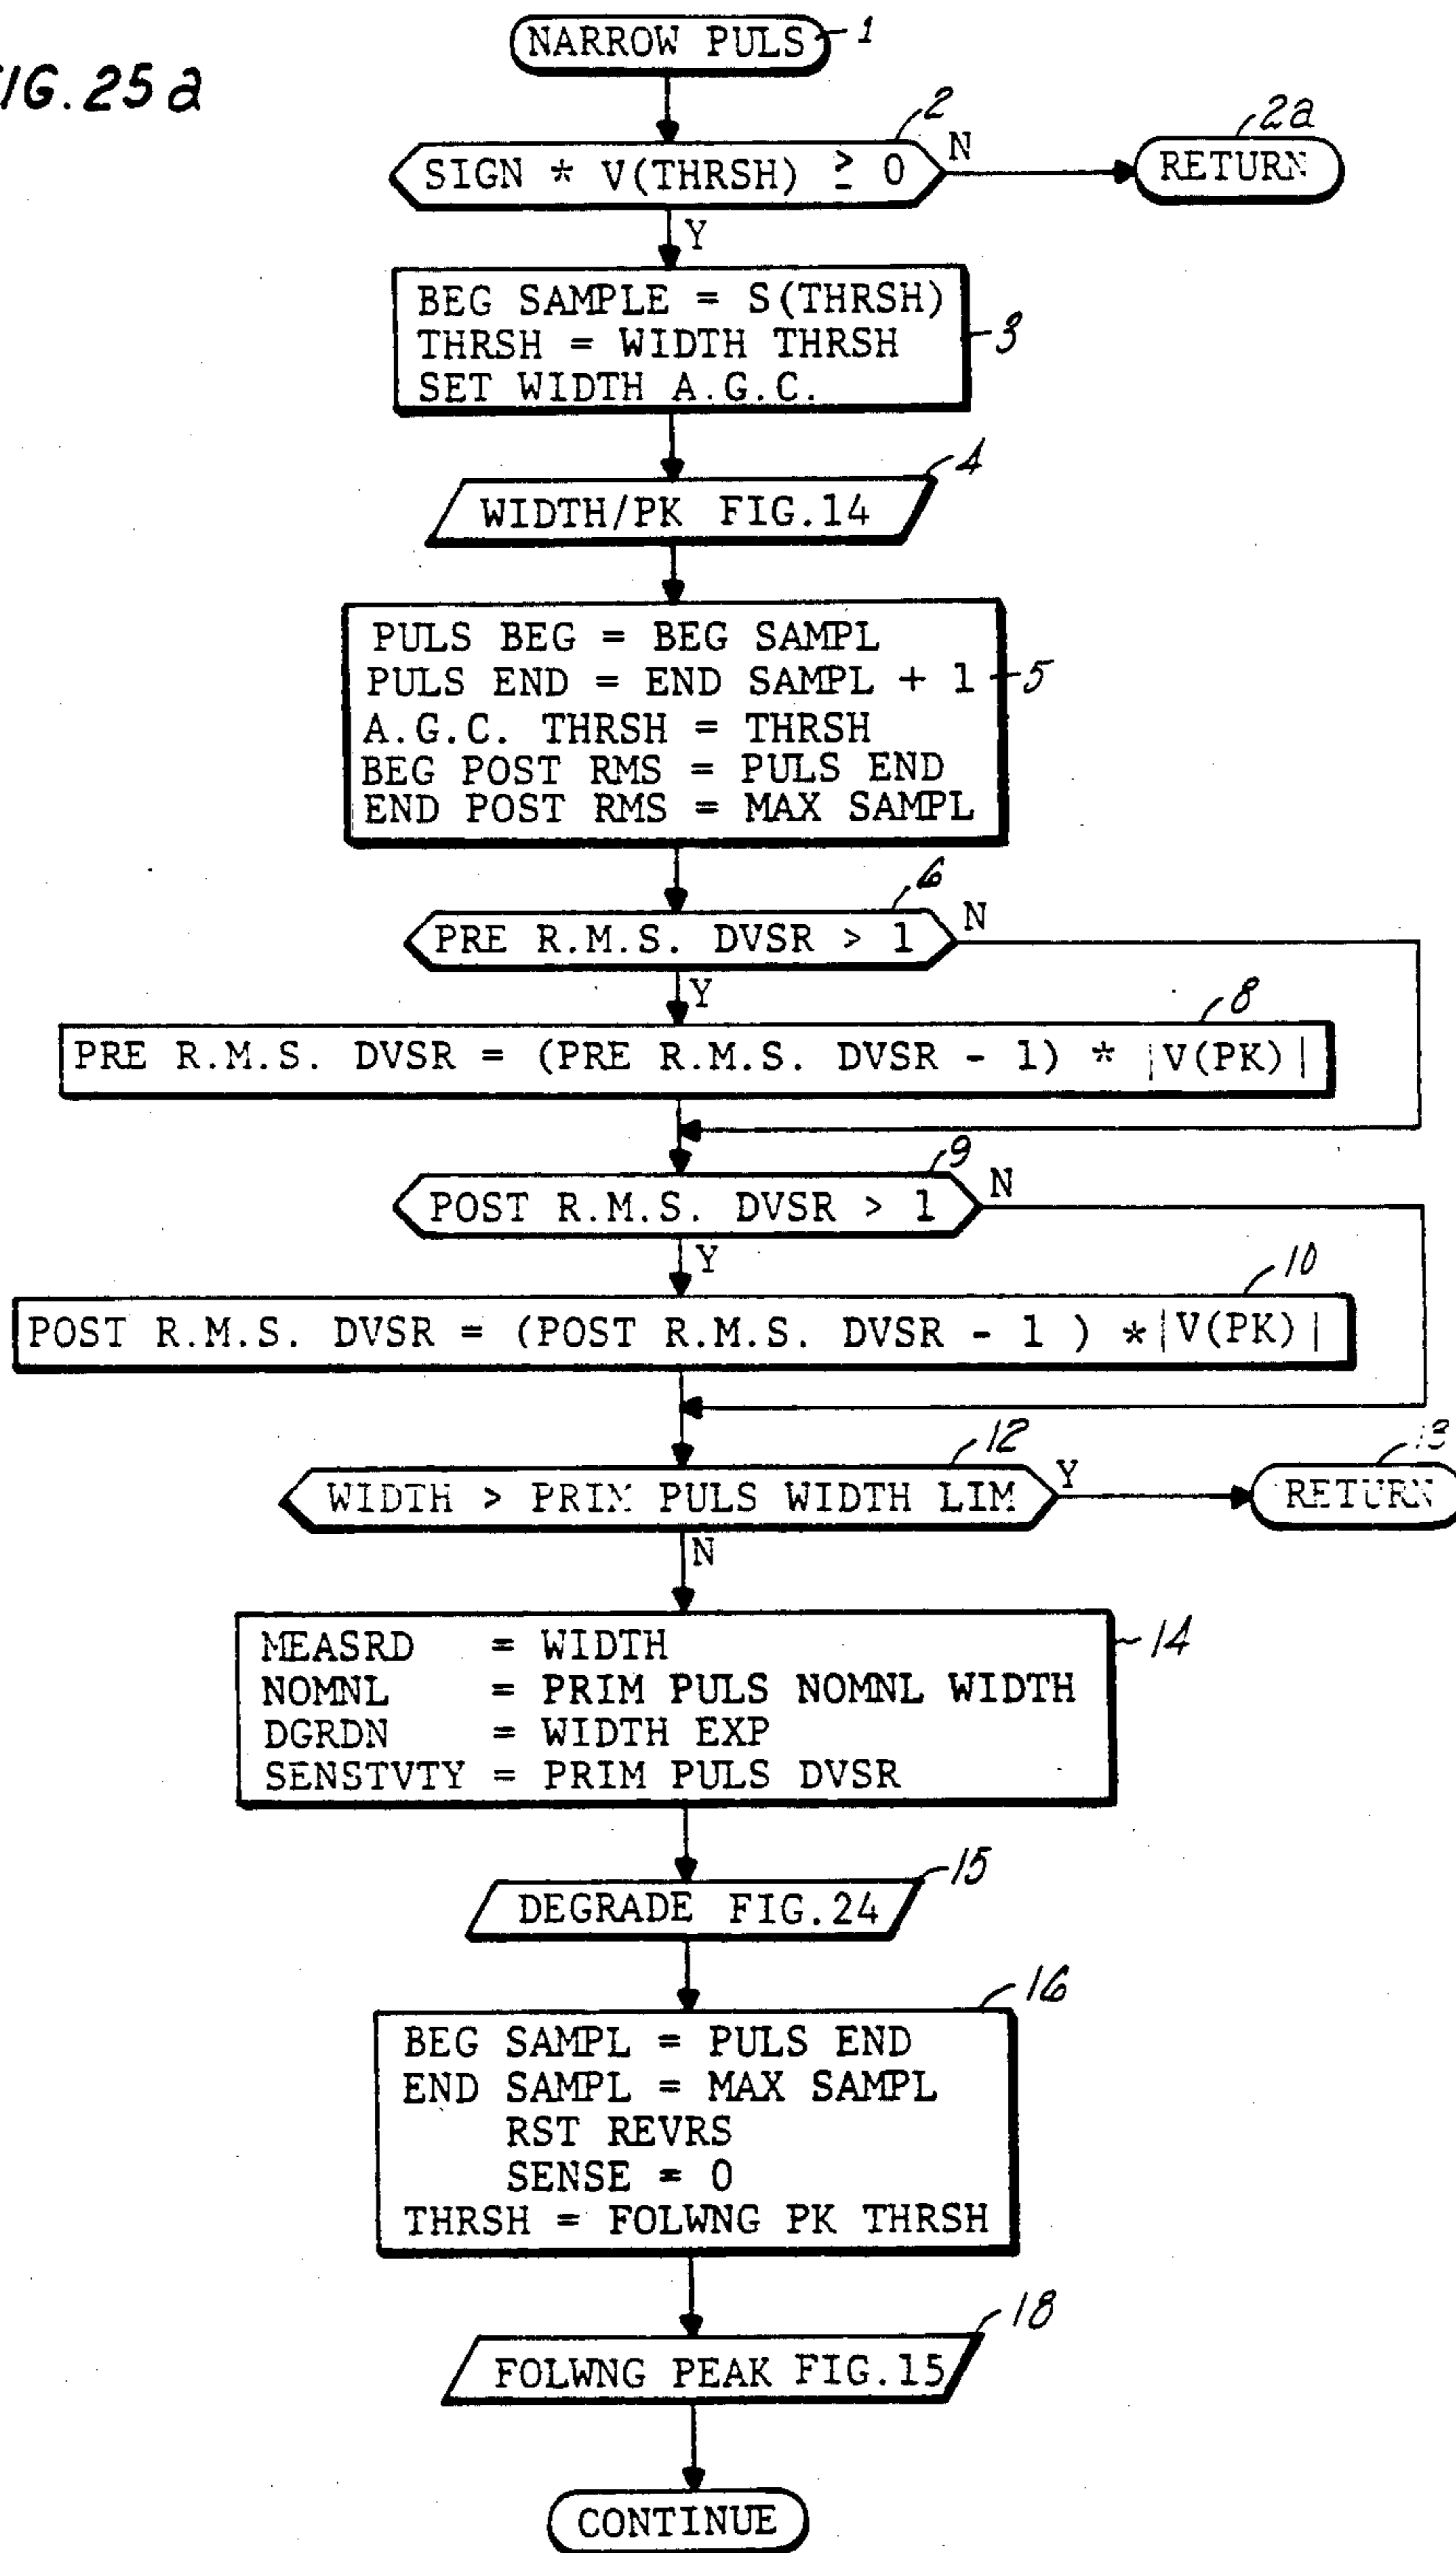 FIG. 25a
NARROW PULS
1
SIGN * V(THRSH) ≥ 0
2
N
RETURN
2a
Y
BEG SAMPLE = S(THRSH)
THRSH = WIDTH THRSH
SET WIDTH A.G.C.
3
WIDTH/PK FIG.14
4
PULS BEG = BEG SAMPL
PULS END = END SAMPL + 1
A.G.C. THRSH = THRSH
BEG POST RMS = PULS END
END POST RMS = MAX SAMPL
5
PRE R.M.S. DVSR > 1
6
N
Y
PRE R.M.S. DVSR = (PRE R.M.S. DVSR - 1) * |V(PK)|
8
POST R.M.S. DVSR > 1
9
N
Y
POST R.M.S. DVSR = (POST R.M.S. DVSR - 1 ) * |V(PK)|
10
WIDTH > PRIM PULS WIDTH LIM
12
Y
RETURN
13
N
MEASRD = WIDTH
NOMNL = PRIM PULS NOMNL WIDTH
DGRDN = WIDTH EXP
SENSTVTY = PRIM PULS DVSR
14
DEGRADE FIG.24
15
BEG SAMPL = PULS END
END SAMPL = MAX SAMPL
RST REVRS
SENSE = 0
THRSH = FOLWNG PK THRSH
16
FOLWNG PEAK FIG.15
18
CONTINUE